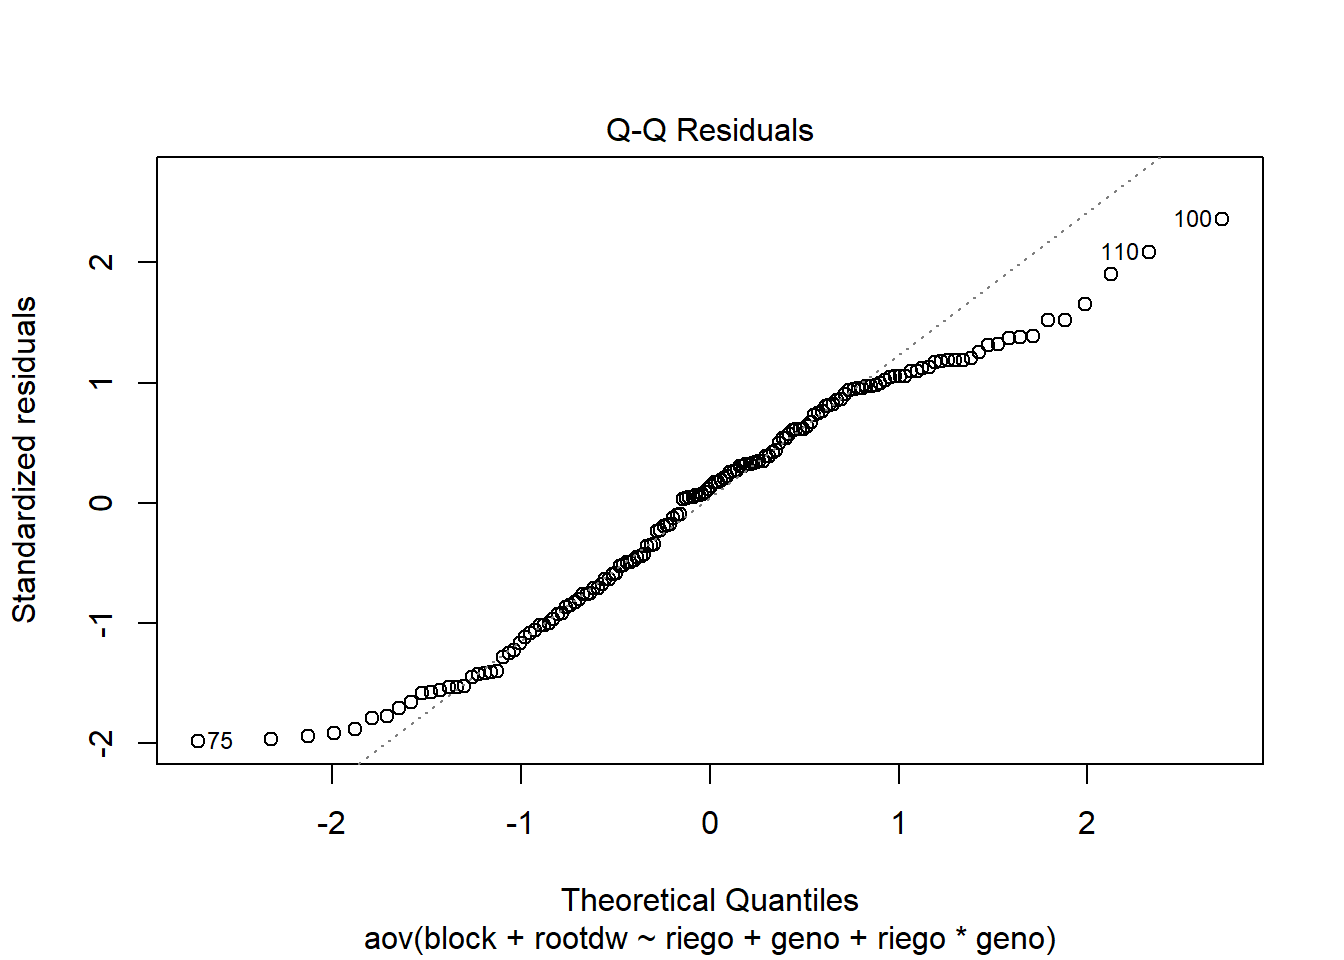 Q-Q Residuals
Standardized residuals
2
1
0
-1
-2
100
110
75
-2 -1 0 1 2
Theoretical Quantiles
aov(block + rootdw ~ riego + geno + riego * geno)